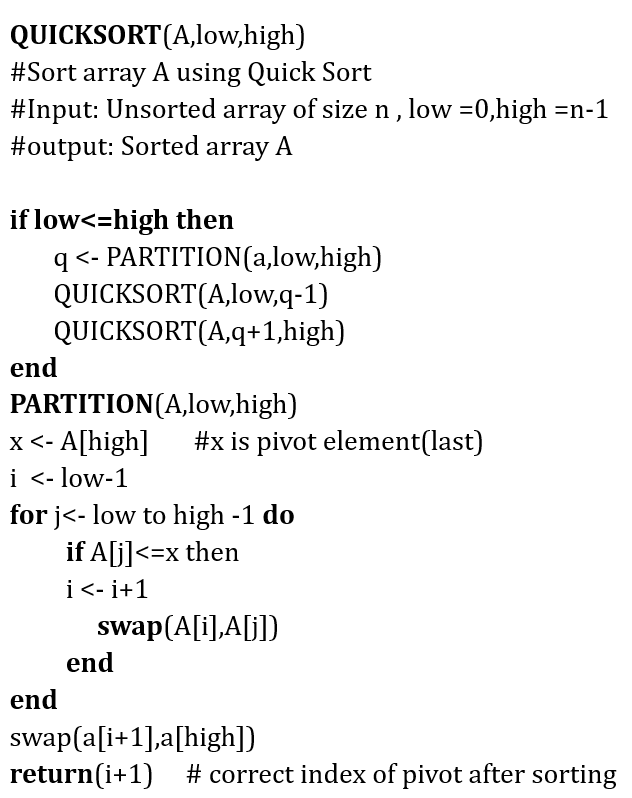 QUICKSORT(A,low,high)
#Sort array A using Quick Sort
#Input: Unsorted array of size n , low =0,high =n-1
#output: Sorted array A
if low<=high then
q <- PARTITION(a,low,high)
QUICKSORT(A,low,q-1)
QUICKSORT(A,q+1,high)
end
PARTITION(A,low,high)
x <- A[high] #x is pivot element(last)
i <- low-1
for j<- low to high -1 do
if A[j]<=x then
i <- i+1
swap(A[i],A[j])
end
end
swap(a[i+1],a[high])
return(i+1) # correct index of pivot after sorting